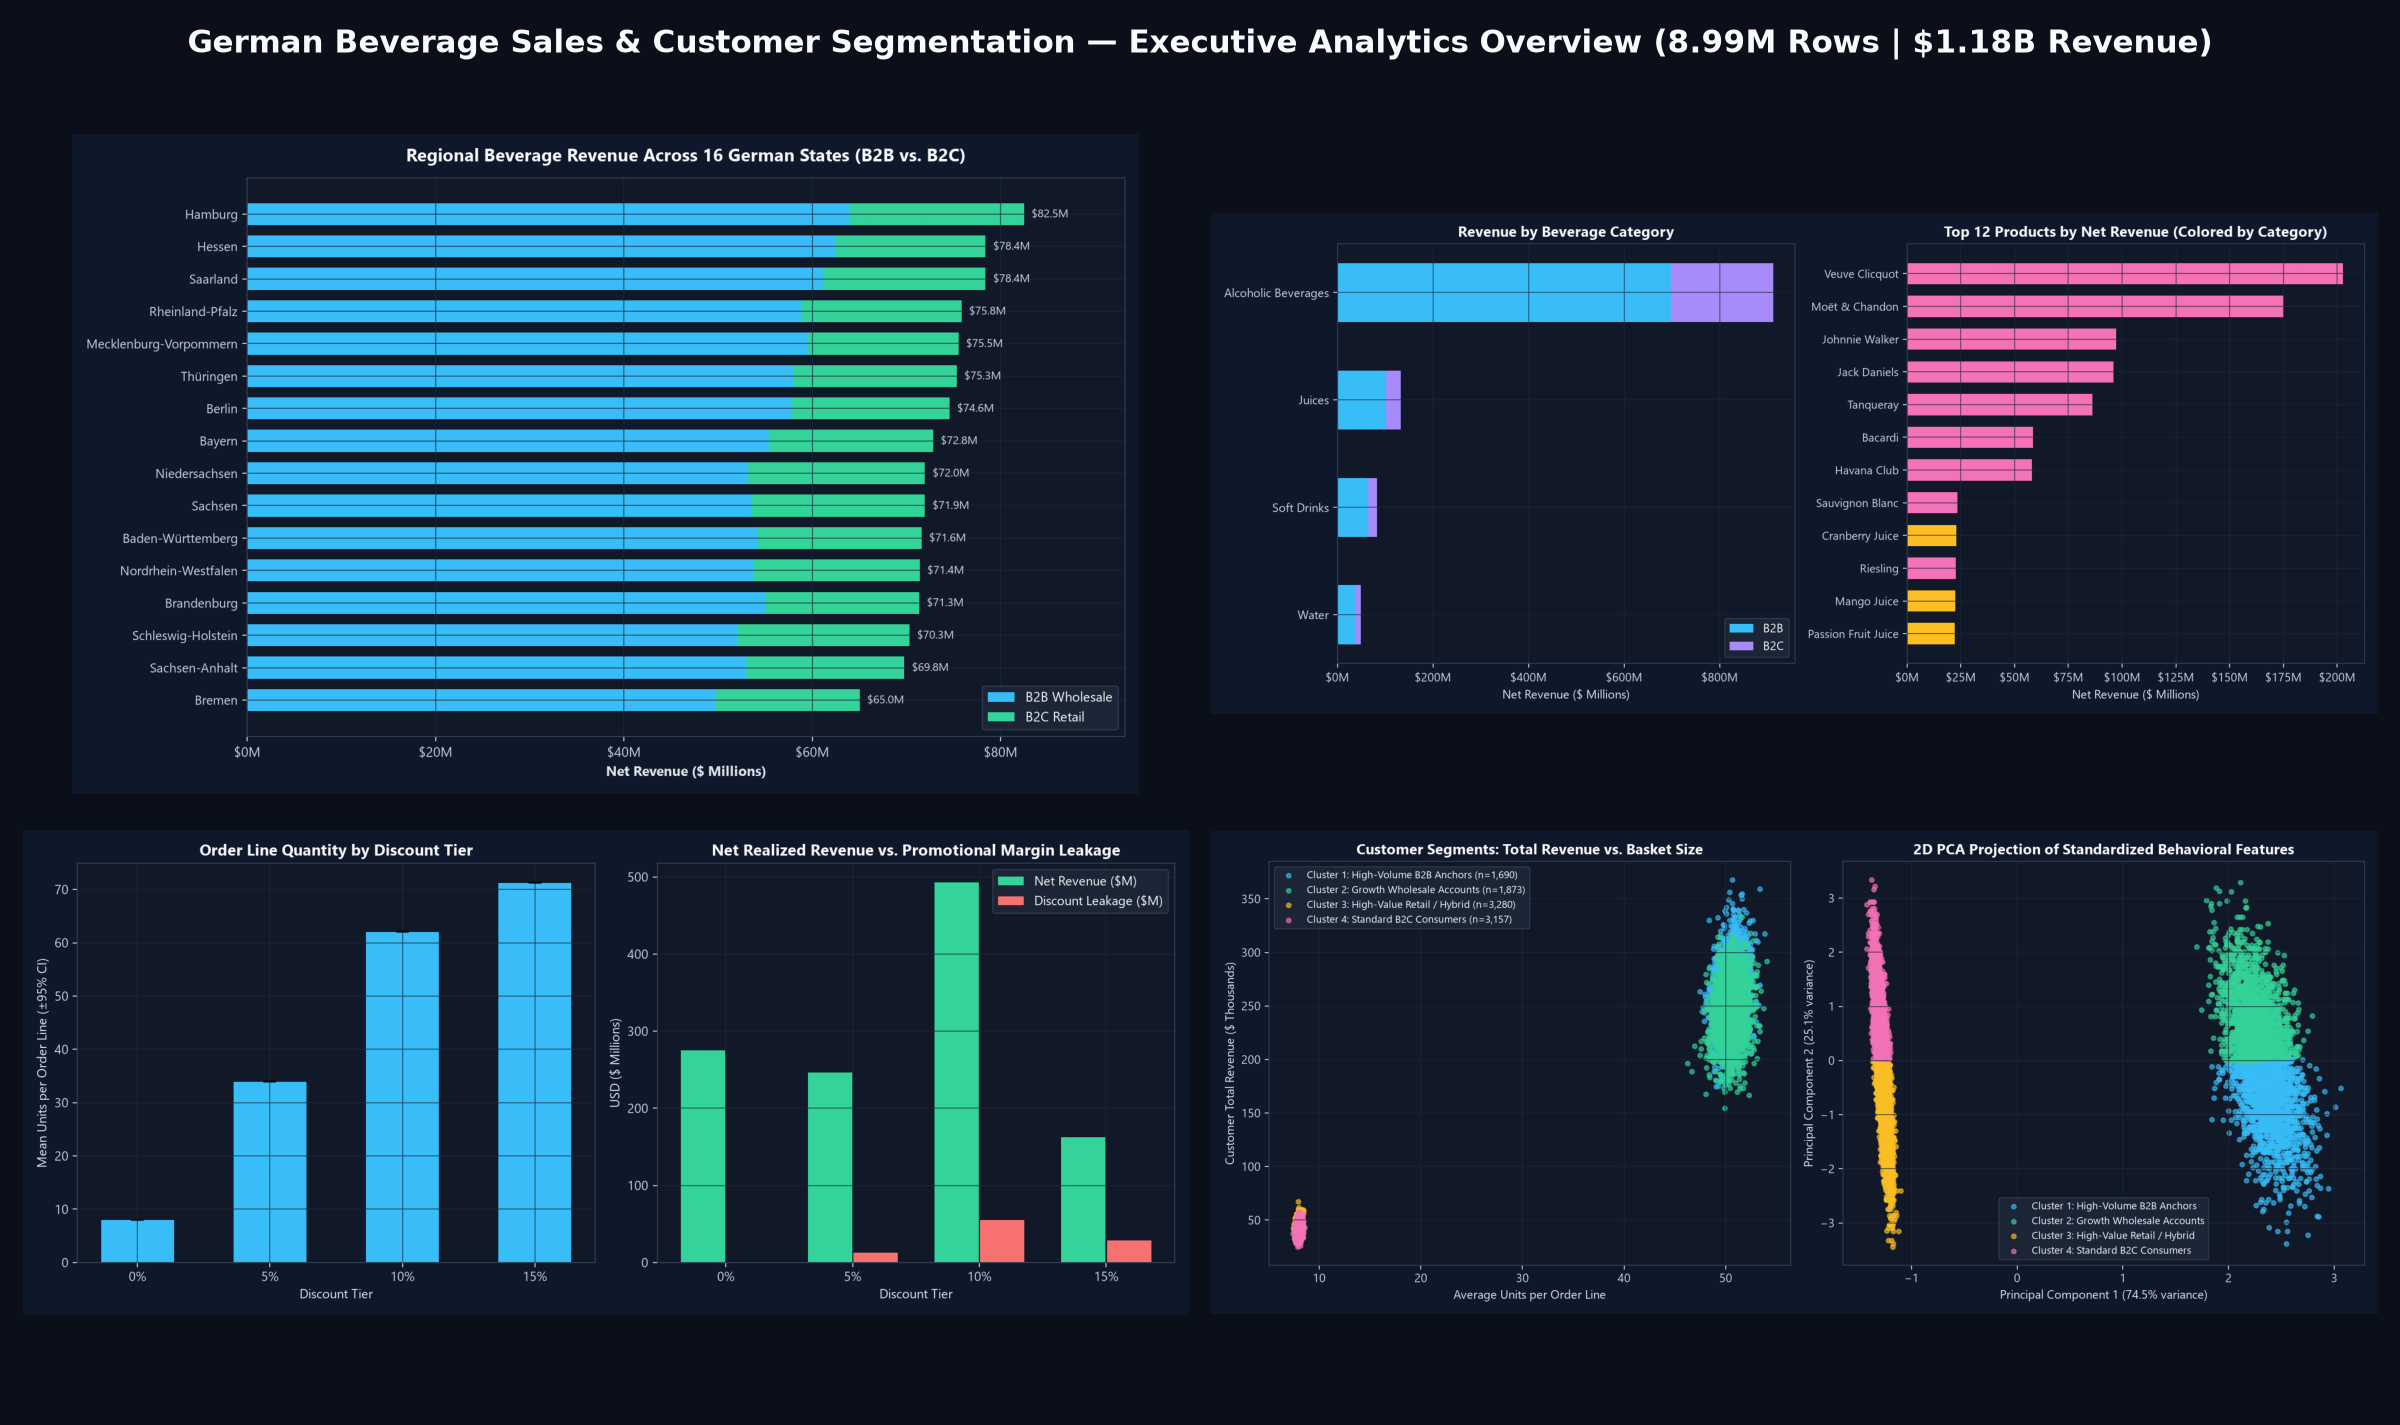 German Beverage Sales & Customer Segmentation — Executive Analytics Overview (8.99M Rows | $1.18B Revenue)
Regional Beverage Revenue Across 16 German States (B2B vs. B2C)
Hamburg $82.5M
Hessen $78.4M
Saarland $78.4M
Rheinland-Pfalz $75.8M
Mecklenburg-Vorpommern $75.5M
Thüringen $75.3M
Berlin $74.6M
Bayern $72.8M
Niedersachsen $72.0M
Sachsen $71.9M
Baden-Württemberg $71.6M
Nordrhein-Westfalen $71.4M
Brandenburg $71.3M
Schleswig-Holstein $70.3M
Sachsen-Anhalt $69.8M
Bremen $65.0M
B2B Wholesale
B2C Retail
$0M $20M $40M $60M $80M
Net Revenue ($ Millions)
Revenue by Beverage Category
Alcoholic Beverages
Juices
Soft Drinks
Water
B2B
B2C
$0M $200M $400M $600M $800M
Net Revenue ($ Millions)
Top 12 Products by Net Revenue (Colored by Category)
Veuve Clicquot
Moët & Chandon
Johnnie Walker
Jack Daniels
Tanqueray
Bacardi
Havana Club
Sauvignon Blanc
Cranberry Juice
Riesling
Mango Juice
Passion Fruit Juice
$0M $25M $50M $75M $100M $125M $150M $175M $200M
Net Revenue ($ Millions)
Order Line Quantity by Discount Tier
Mean Units per Order Line (±95% CI)
70
60
50
40
30
20
10
0
0% 5% 10% 15%
Discount Tier
Net Realized Revenue vs. Promotional Margin Leakage
Net Revenue ($M)
Discount Leakage ($M)
USD ($ Millions)
500
400
300
200
100
0
0% 5% 10% 15%
Discount Tier
Customer Segments: Total Revenue vs. Basket Size
Cluster 1: High-Volume B2B Anchors (n=1,690)
Cluster 2: Growth Wholesale Accounts (n=1,873)
Cluster 3: High-Value Retail / Hybrid (n=3,280)
Cluster 4: Standard B2C Consumers (n=3,157)
Customer Total Revenue ($ Thousands)
350
300
250
200
150
100
50
10 20 30 40 50
Average Units per Order Line
2D PCA Projection of Standardized Behavioral Features
Principal Component 2 (25.1% variance)
3
2
1
0
−1
−2
−3
Cluster 1: High-Volume B2B Anchors
Cluster 2: Growth Wholesale Accounts
Cluster 3: High-Value Retail / Hybrid
Cluster 4: Standard B2C Consumers
−1 0 1 2 3
Principal Component 1 (74.5% variance)